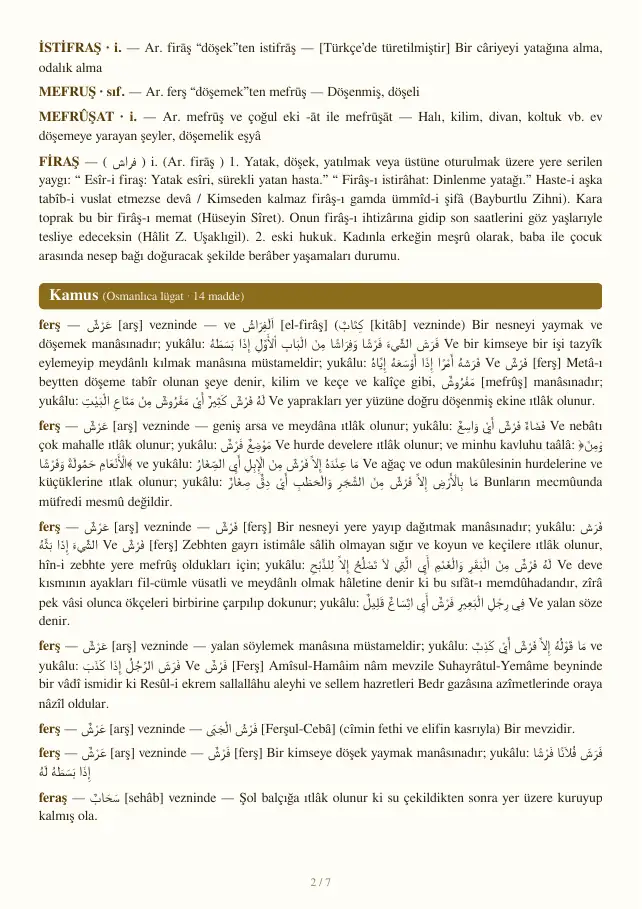 İSTİFRAŞ · i. — Ar. firāş “döşek”ten istifrāş — [Türkçe'de türetilmiştir] Bir câriyeyi yatağına alma,
odalık alma
MEFRUŞ · sıf. — Ar. ferş “döşemek”ten mefrūş — Döşenmiş, döşeli
MEFRÛŞAT · i. — Ar. mefrūş ve çoğul eki -āt ile mefrūşāt — Halı, kilim, divan, koltuk vb. ev
döşemeye yarayan şeyler, döşemelik eşyâ
FİRAŞ — ( فراش ) i. (Ar. firāş ) 1. Yatak, döşek, yatılmak veya üstüne oturulmak üzere yere serilen
yaygı: “ Esîr-i firaş: Yatak esîri, sürekli yatan hasta.” “ Firâş-ı istirâhat: Dinlenme yatağı.” Haste-i aşka
tabîb-i vuslat etmezse devâ / Kimseden kalmaz firâş-ı gamda ümmîd-i şifâ (Bayburtlu Zihni). Kara
toprak bu bir firâş-ı memat (Hüseyin Sîret). Onun firâş-ı ihtizârına gidip son saatlerini göz yaşlarıyle
tesliye edeceksin (Hâlit Z. Uşaklıgil). 2. eski hukuk. Kadınla erkeğin meşrû olarak, baba ile çocuk
arasında nesep bağı doğuracak şekilde berâber yaşamaları durumu.
Kamus (Osmanlıca lügat · 14 madde)
ferş — عَرْشٌ [arş] vezninde — ve اَلْفِرَاشُ [el-firâş] (كِتَابٌ [kitâb] vezninde) Bir nesneyi yaymak ve
döşemek manâsınadır; yukâlu: فَرَشَ الشَّيْءَ فَرْشًا وَفِرَاشًا مِنَ الْبَابِ الْأَوَّلِ إِذَا بَسَطَهُ Ve bir kimseye bir işi tazyîk
eylemeyip meydânlı kılmak manâsına müstameldir; yukâlu: فَرَشَهُ أَمْرًا إِذَا أَوْسَعَهُ إِيَّاهُ Ve فَرْشٌ [ferş] Metâ-ı
beytten döşeme tabîr olunan şeye denir, kilim ve keçe ve kalîçe gibi, مَفْرُوشٌ [mefrûş] manâsınadır;
yukâlu: لَهُ فَرْشٌ كَثِيرٌ أَيْ مَفْرُوشٌ مِنْ مَتَاعِ الْبَيْتِ Ve yaprakları yer yüzüne doğru döşenmiş ekine ıtlâk olunur.
ferş — عَرْشٌ [arş] vezninde — geniş arsa ve meydâna ıtlâk olunur; yukâlu: فَضَاءٌ فَرْشٌ أَيْ وَاسِعٌ Ve nebâtı
çok mahalle ıtlâk olunur; yukâlu: مَوْضِعٌ فَرْشٌ Ve hurde develere ıtlâk olunur; ve minhu kavluhu taâlâ: ﴿وَمِنَ
الْأَنْعَامِ حَمُولَةً وَفَرْشًا﴾ ve yukâlu: مَا عِنْدَهُ إِلاَّ فَرْشٌ مِنَ الْإِبِلِ أَيِ الصِّغَارُ Ve ağaç ve odun makûlesinin hurdelerine ve
küçüklerine ıtlak olunur; yukâlu: مَا بِالْأَرْضِ إِلاَّ فَرْشٌ مِنَ الشَّجَرِ وَالْحَطَبِ أَيْ دِقٌّ صِغَارٌ Bunların mecmûunda
müfredi mesmû değildir.
ferş — عَرْشٌ [arş] vezninde — فَرْشٌ [ferş] Bir nesneyi yere yayıp dağıtmak manâsınadır; yukâlu: فَرَشَ
الشَّيْءَ إِذَا بَثَّهُ Ve فَرْشٌ [ferş] Zebhten gayrı istimâle sâlih olmayan sığır ve koyun ve keçilere ıtlâk olunur,
hîn-i zebhte yere mefrûş oldukları için; yukâlu: لَهُ فَرْشٌ مِنَ الْبَقَرِ وَالْغَنَمِ أَيِ الَّتِي لاَ تَصْلُحُ إِلاَّ لِلذَّبْحِ Ve deve
kısmının ayakları fil-cümle vüsatli ve meydânlı olmak hâletine denir ki bu sıfât-ı memdûhadandır, zîrâ
pek vâsi olunca ökçeleri birbirine çarpılıp dokunur; yukâlu: فِي رِجْلِ الْبَعِيرِ فَرْشٌ أَيِ اتِّسَاعٌ قَلِيلٌ Ve yalan söze
denir.
ferş — عَرْشٌ [arş] vezninde — yalan söylemek manâsına müstameldir; yukâlu: مَا قَوْلُهُ إِلاَّ فَرْشٌ أَيْ كَذِبٌ ve
yukâlu: فَرَشَ الرَّجُلُ إِذَا كَذَبَ Ve فَرْشٌ [Ferş] Amîsul-Hamâim nâm mevzile Suhayrâtul-Yemâme beyninde
bir vâdî ismidir ki Resûl-i ekrem sallallâhu aleyhi ve sellem hazretleri Bedr gazâsına azîmetlerinde oraya
nâzîl oldular.
ferş — عَرْشٌ [arş] vezninde — فَرْشُ الْجَبَى [Ferşul-Cebâ] (cîmin fethi ve elifin kasrıyla) Bir mevzidir.
ferş — عَرْشٌ [arş] vezninde — فَرْشٌ [ferş] Bir kimseye döşek yaymak manâsınadır; yukâlu: فَرَشَ فُلاَنًا فَرْشًا
إِذَا بَسَطَهُ لَهُ
feraş — سَحَابٌ [sehâb] vezninde — Şol balçığa ıtlâk olunur ki su çekildikten sonra yer üzere kuruyup
kalmış ola.
2 / 7